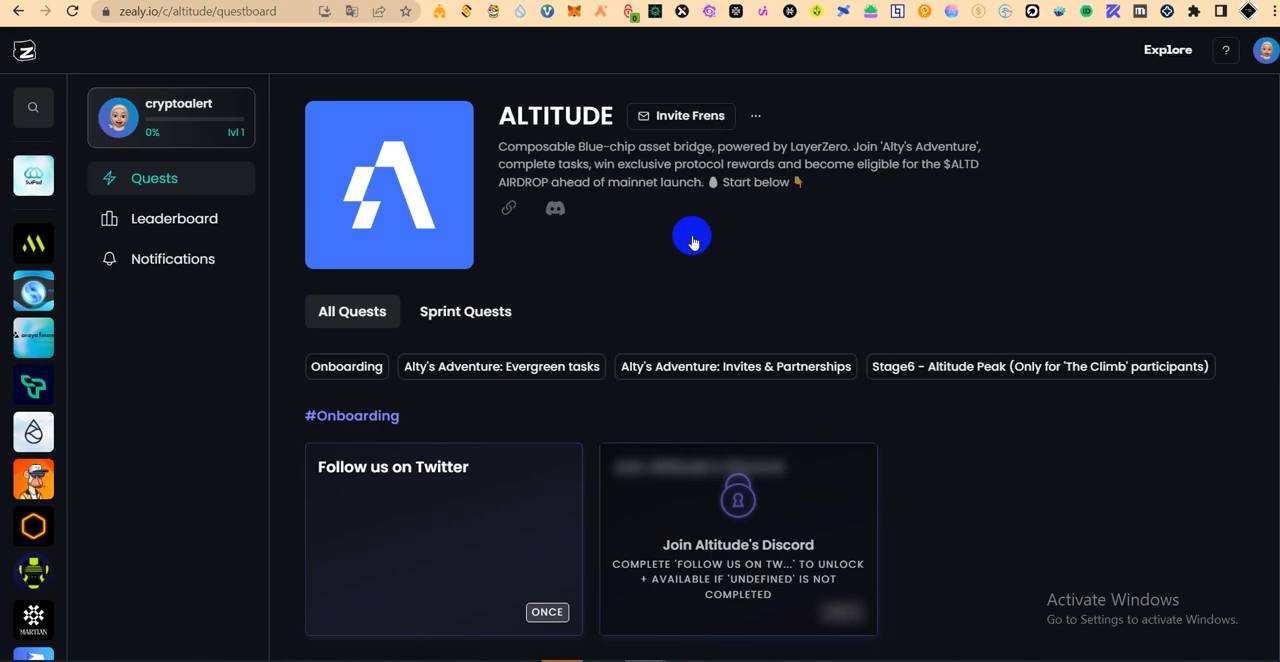 zealy.io/c/altitude/questboard
Explore
?
cryptoalert
0%
lvl 1
Quests
Leaderboard
Notifications
ALTITUDE
Invite Frens
...
Composable Blue-chip asset bridge, powered by LayerZero. Join 'Alty's Adventure',
complete tasks, win exclusive protocol rewards and become eligible for the $ALTD
AIRDROP ahead of mainnet launch. 🥚 Start below 👇
All Quests
Sprint Quests
Onboarding
Alty's Adventure: Evergreen tasks
Alty's Adventure: Invites & Partnerships
Stage6 - Altitude Peak (Only for 'The Climb' participants)
#Onboarding
Follow us on Twitter
ONCE
Join Altitude's Discord
COMPLETE 'FOLLOW US ON TW...' TO UNLOCK
+ AVAILABLE IF 'UNDEFINED' IS NOT
COMPLETED
SuiPad
MARTIAN
Activate Windows
Go to Settings to activate Windows.